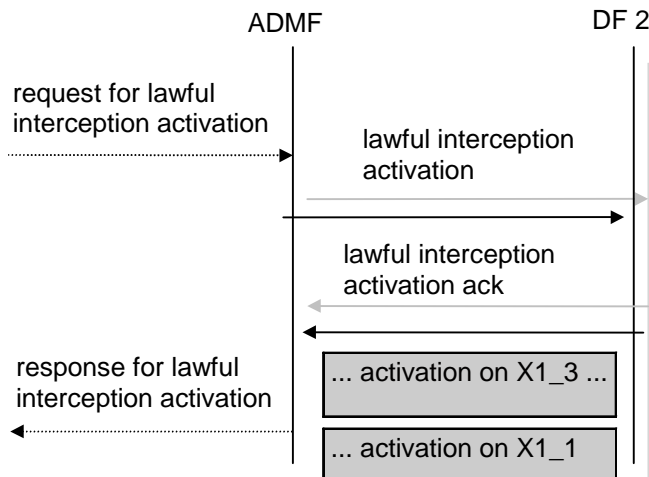 ADMF
DF 2
request for lawful
interception activation
lawful interception
activation
lawful interception
activation ack
response for lawful
interception activation
... activation on X1_3 ...
... activation on X1_1